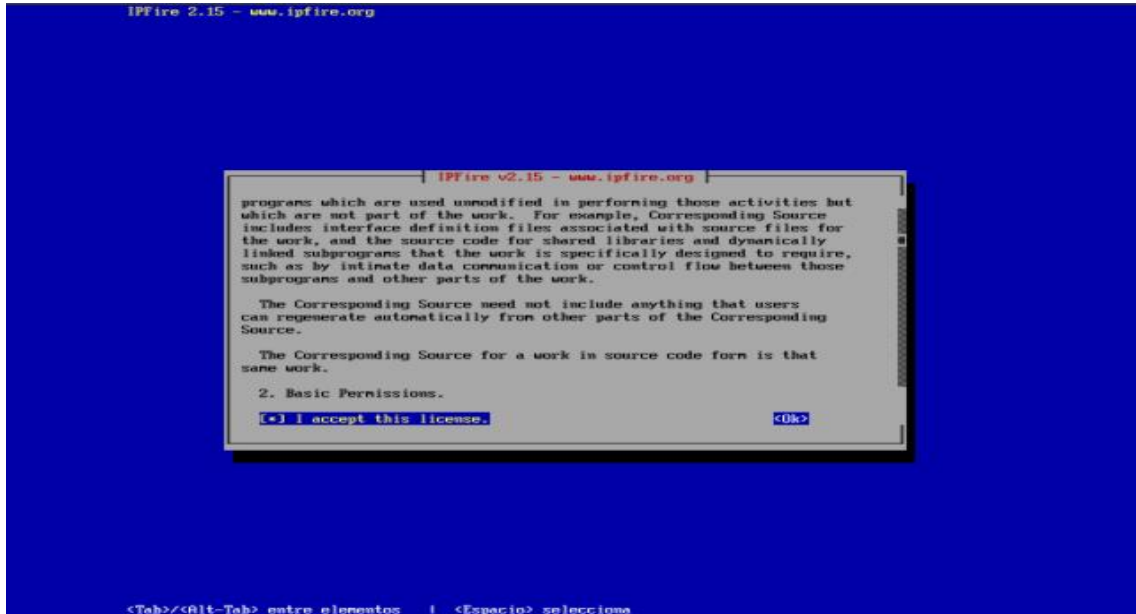 IPFire 2.15 - www.ipfire.org
IPFire v2.15 - www.ipfire.org
programs which are used unmodified in performing those activities but
which are not part of the work.  For example, Corresponding Source
includes interface definition files associated with source files for
the work, and the source code for shared libraries and dynamically
linked subprograms that the work is specifically designed to require,
such as by intimate data communication or control flow between those
subprograms and other parts of the work.
The Corresponding Source need not include anything that users
can regenerate automatically from other parts of the Corresponding
Source.
The Corresponding Source for a work in source code form is that
same work.
2. Basic Permissions.
[*] I accept this license. <Ok>
<Tab>/<Alt-Tab> entre elementos | <Espacio> selecciona